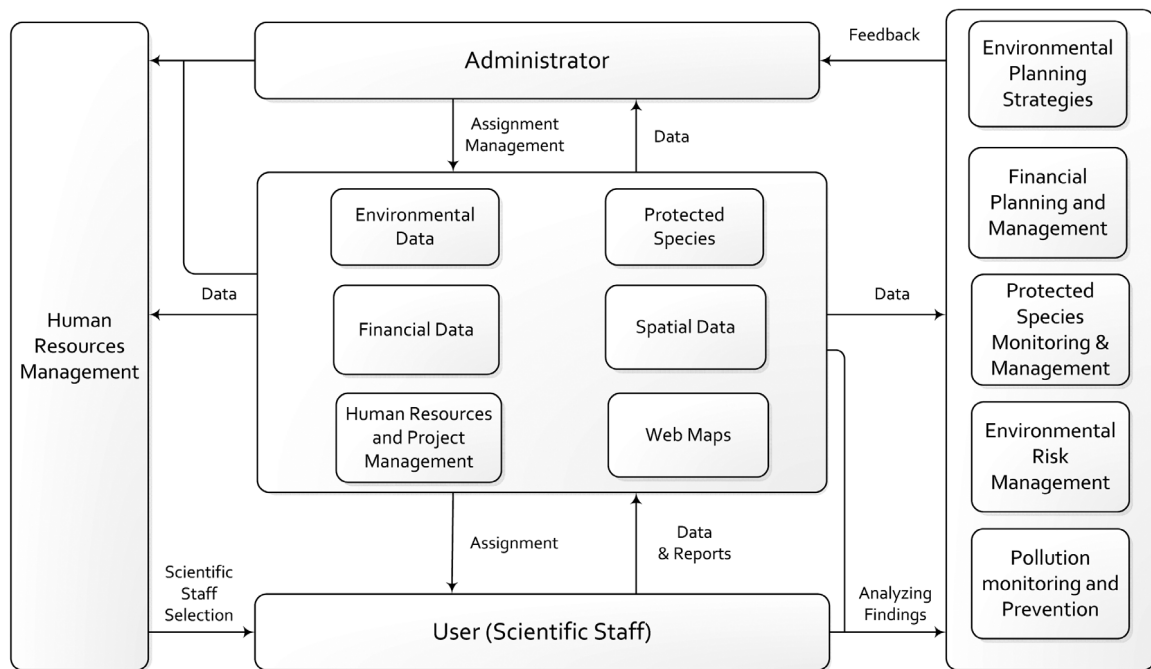 Administrator
Feedback
Assignment
Management
Data
Environmental
Data
Protected
Species
Financial Data
Spatial Data
Human Resources
and Project
Management
Web Maps
Data
Human
Resources
Management
Data
Assignment
Data
& Reports
Scientific
Staff
Selection
User (Scientific Staff)
Analyzing
Findings
Environmental
Planning
Strategies
Financial
Planning and
Management
Protected
Species
Monitoring &
Management
Environmental
Risk
Management
Pollution
monitoring and
Prevention